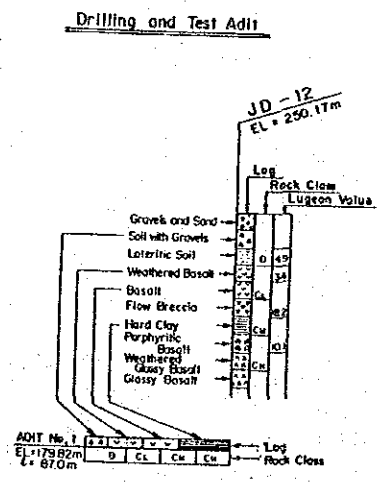 Drilling and Test Adit
JD - 12
EL = 250.17m
Log
Rock Class
Lugeon Value
Gravels and Sand
Soil with Gravels
Lateritic Soil
D 49
Weathered Basalt
34
Basalt
CL
Flow Breccia
Hard Clay
CM
Porphyritic
Basalt
Weathered
Glassy Basalt
CH
Glassy Basalt
ADIT No. 1
EL=179.82m
ℓ= 87.0m
Log
D CL CM CH
Rock Class